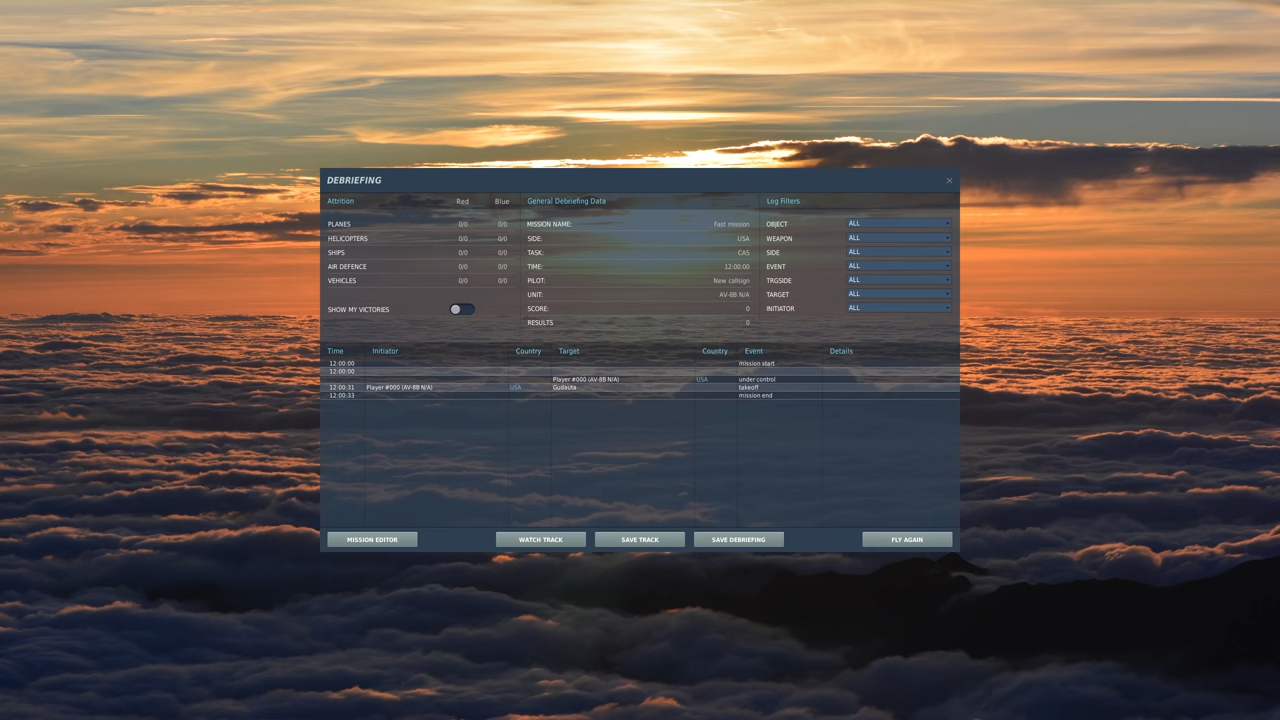 DEBRIEFING
Attrition Red Blue
PLANES 0/0 0/0
HELICOPTERS 0/0 0/0
SHIPS 0/0 0/0
AIR DEFENCE 0/0 0/0
VEHICLES 0/0 0/0
SHOW MY VICTORIES
General Debriefing Data
MISSION NAME: Fast mission
SIDE: USA
TASK: CAS
TIME: 12:00:00
PILOT: New callsign
UNIT: AV-8B N/A
SCORE: 0
RESULTS 0
Log Filters
OBJECT ALL
WEAPON ALL
SIDE ALL
EVENT ALL
TRGSIDE ALL
TARGET ALL
INITIATOR ALL
Time Initiator Country Target Country Event Details
12:00:00 mission start
12:00:00
Player #000 (AV-8B N/A) USA under control
12:00:31 Player #000 (AV-8B N/A) USA Gudauta takeoff
12:00:33 mission end
MISSION EDITOR WATCH TRACK SAVE TRACK SAVE DEBRIEFING FLY AGAIN